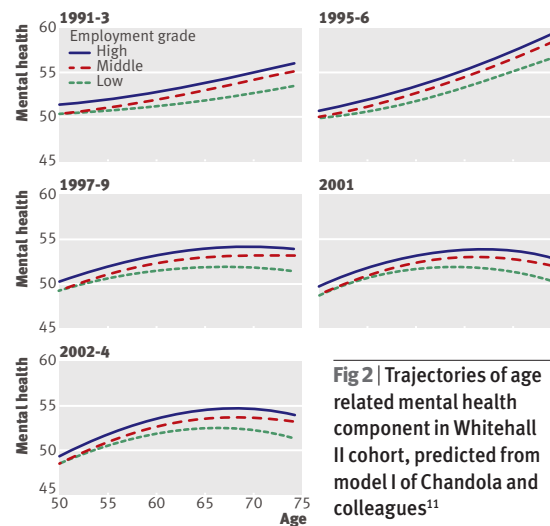 1991-3
1995-6
60
Employment grade
High
Middle
Low
55
50
45
Mental health
1997-9
2001
60
55
50
45
Mental health
2002-4
60
55
50
45
Mental health
50 55 60 65 70 75
Age
Fig 2 | Trajectories of age
related mental health
component in Whitehall
II cohort, predicted from
model I of Chandola and
colleagues¹¹